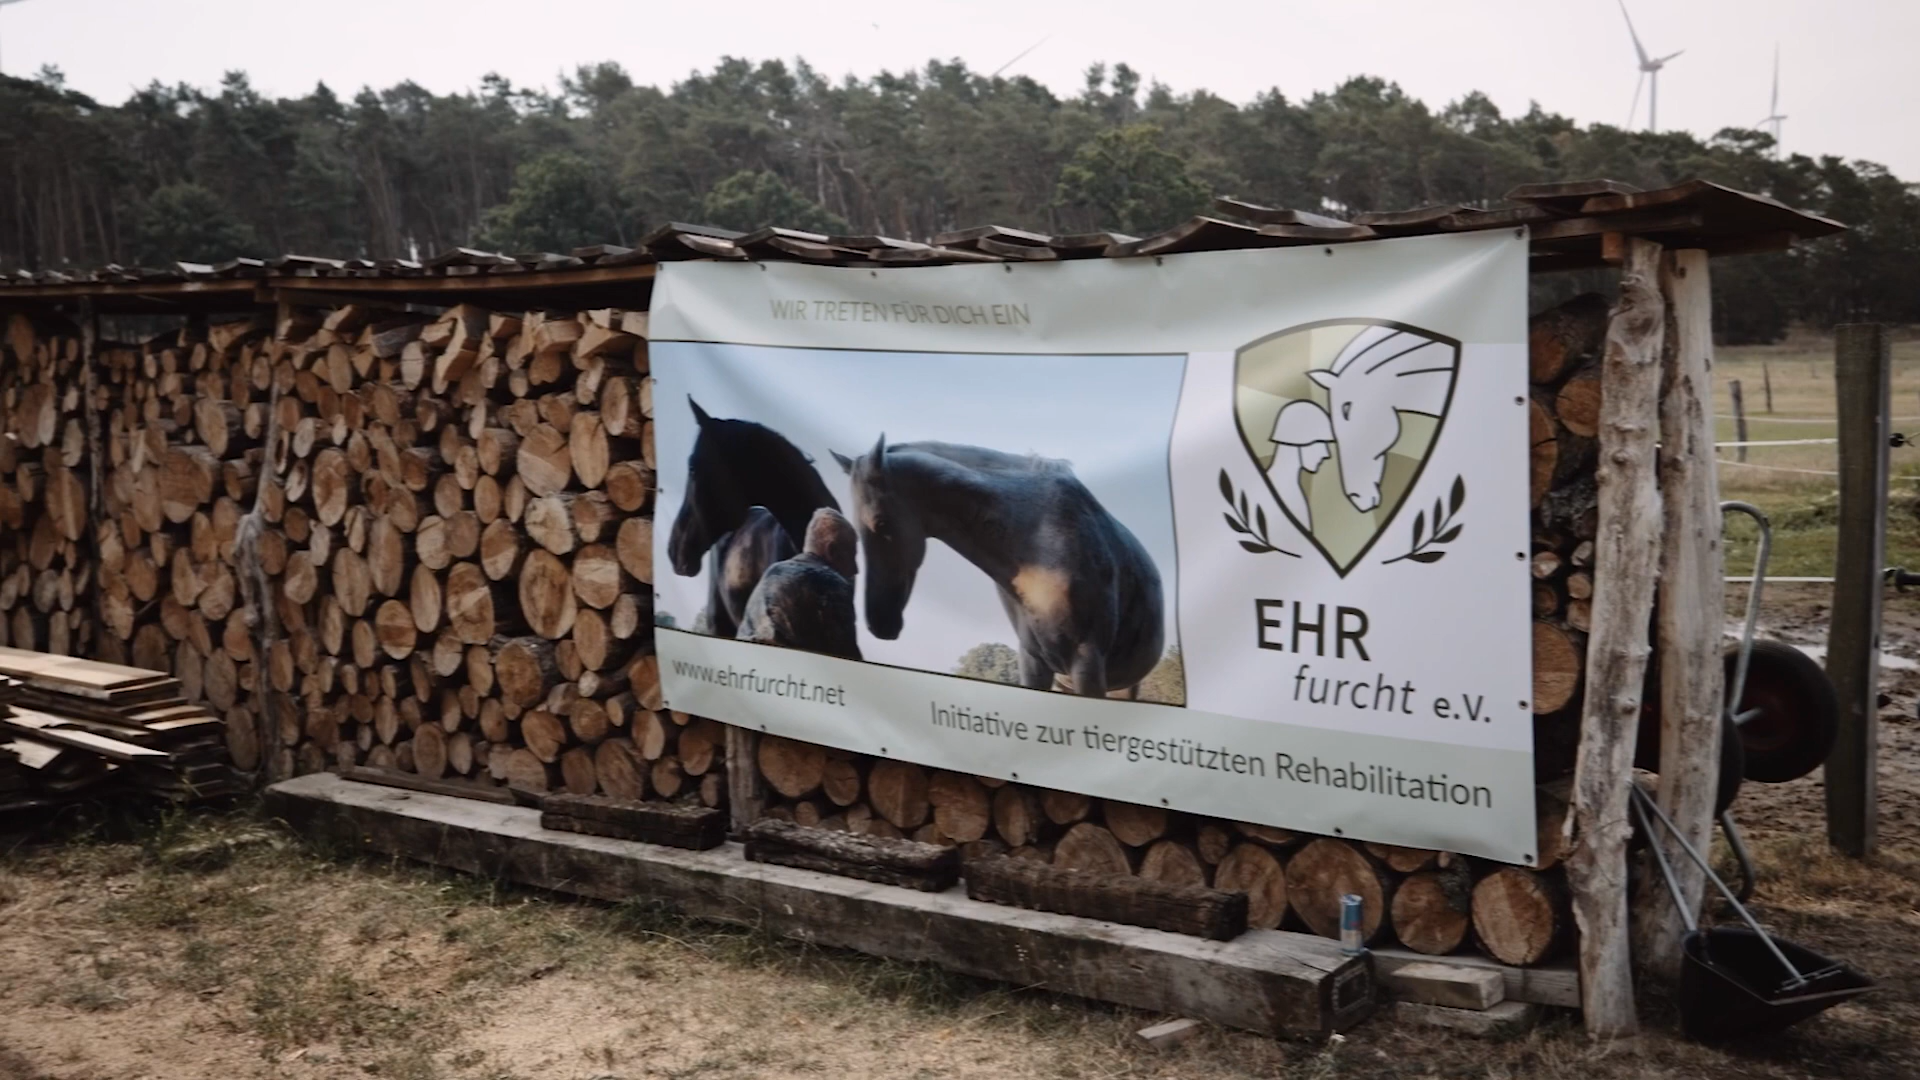 WIR TRETEN FÜR DICH EIN
EHR
furcht e.V.
www.ehrfurcht.net
Initiative zur tiergestützten Rehabilitation